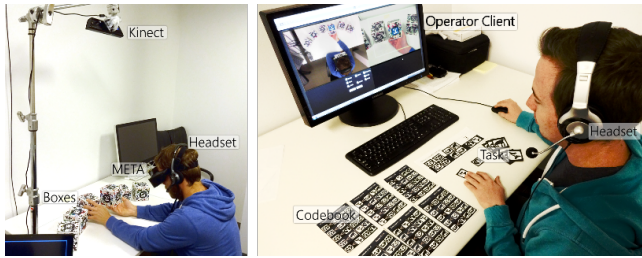 Kinect
Headset
META
Boxes
Operator Client
Headset
Task
Codebook